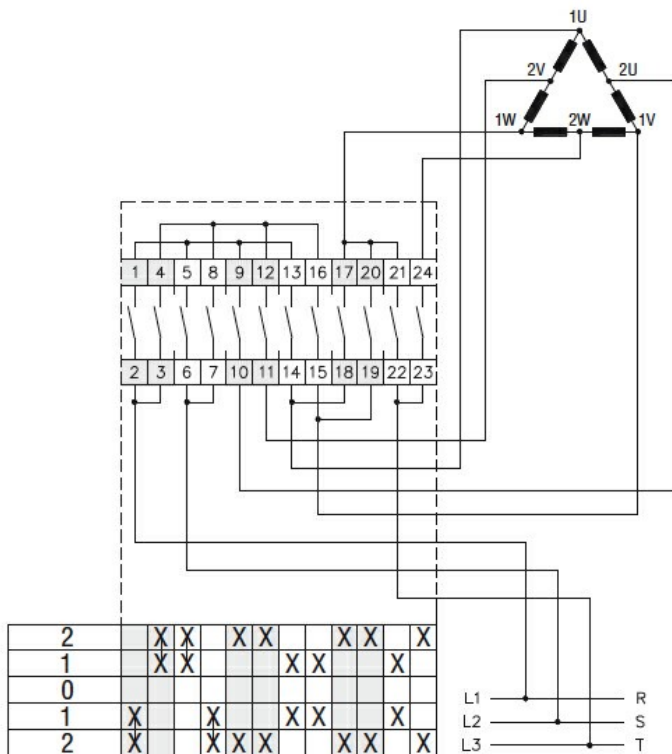 1U
2V 2U
1W 2W 1V
1 4 5 8 9 12 13 16 17 20 21 24
2 3 6 7 10 11 14 15 18 19 22 23
2 X X X X X X X
1 X X X X X
0
1 X X X X X
2 X X X X X X X
L1 R
L2 S
L3 T